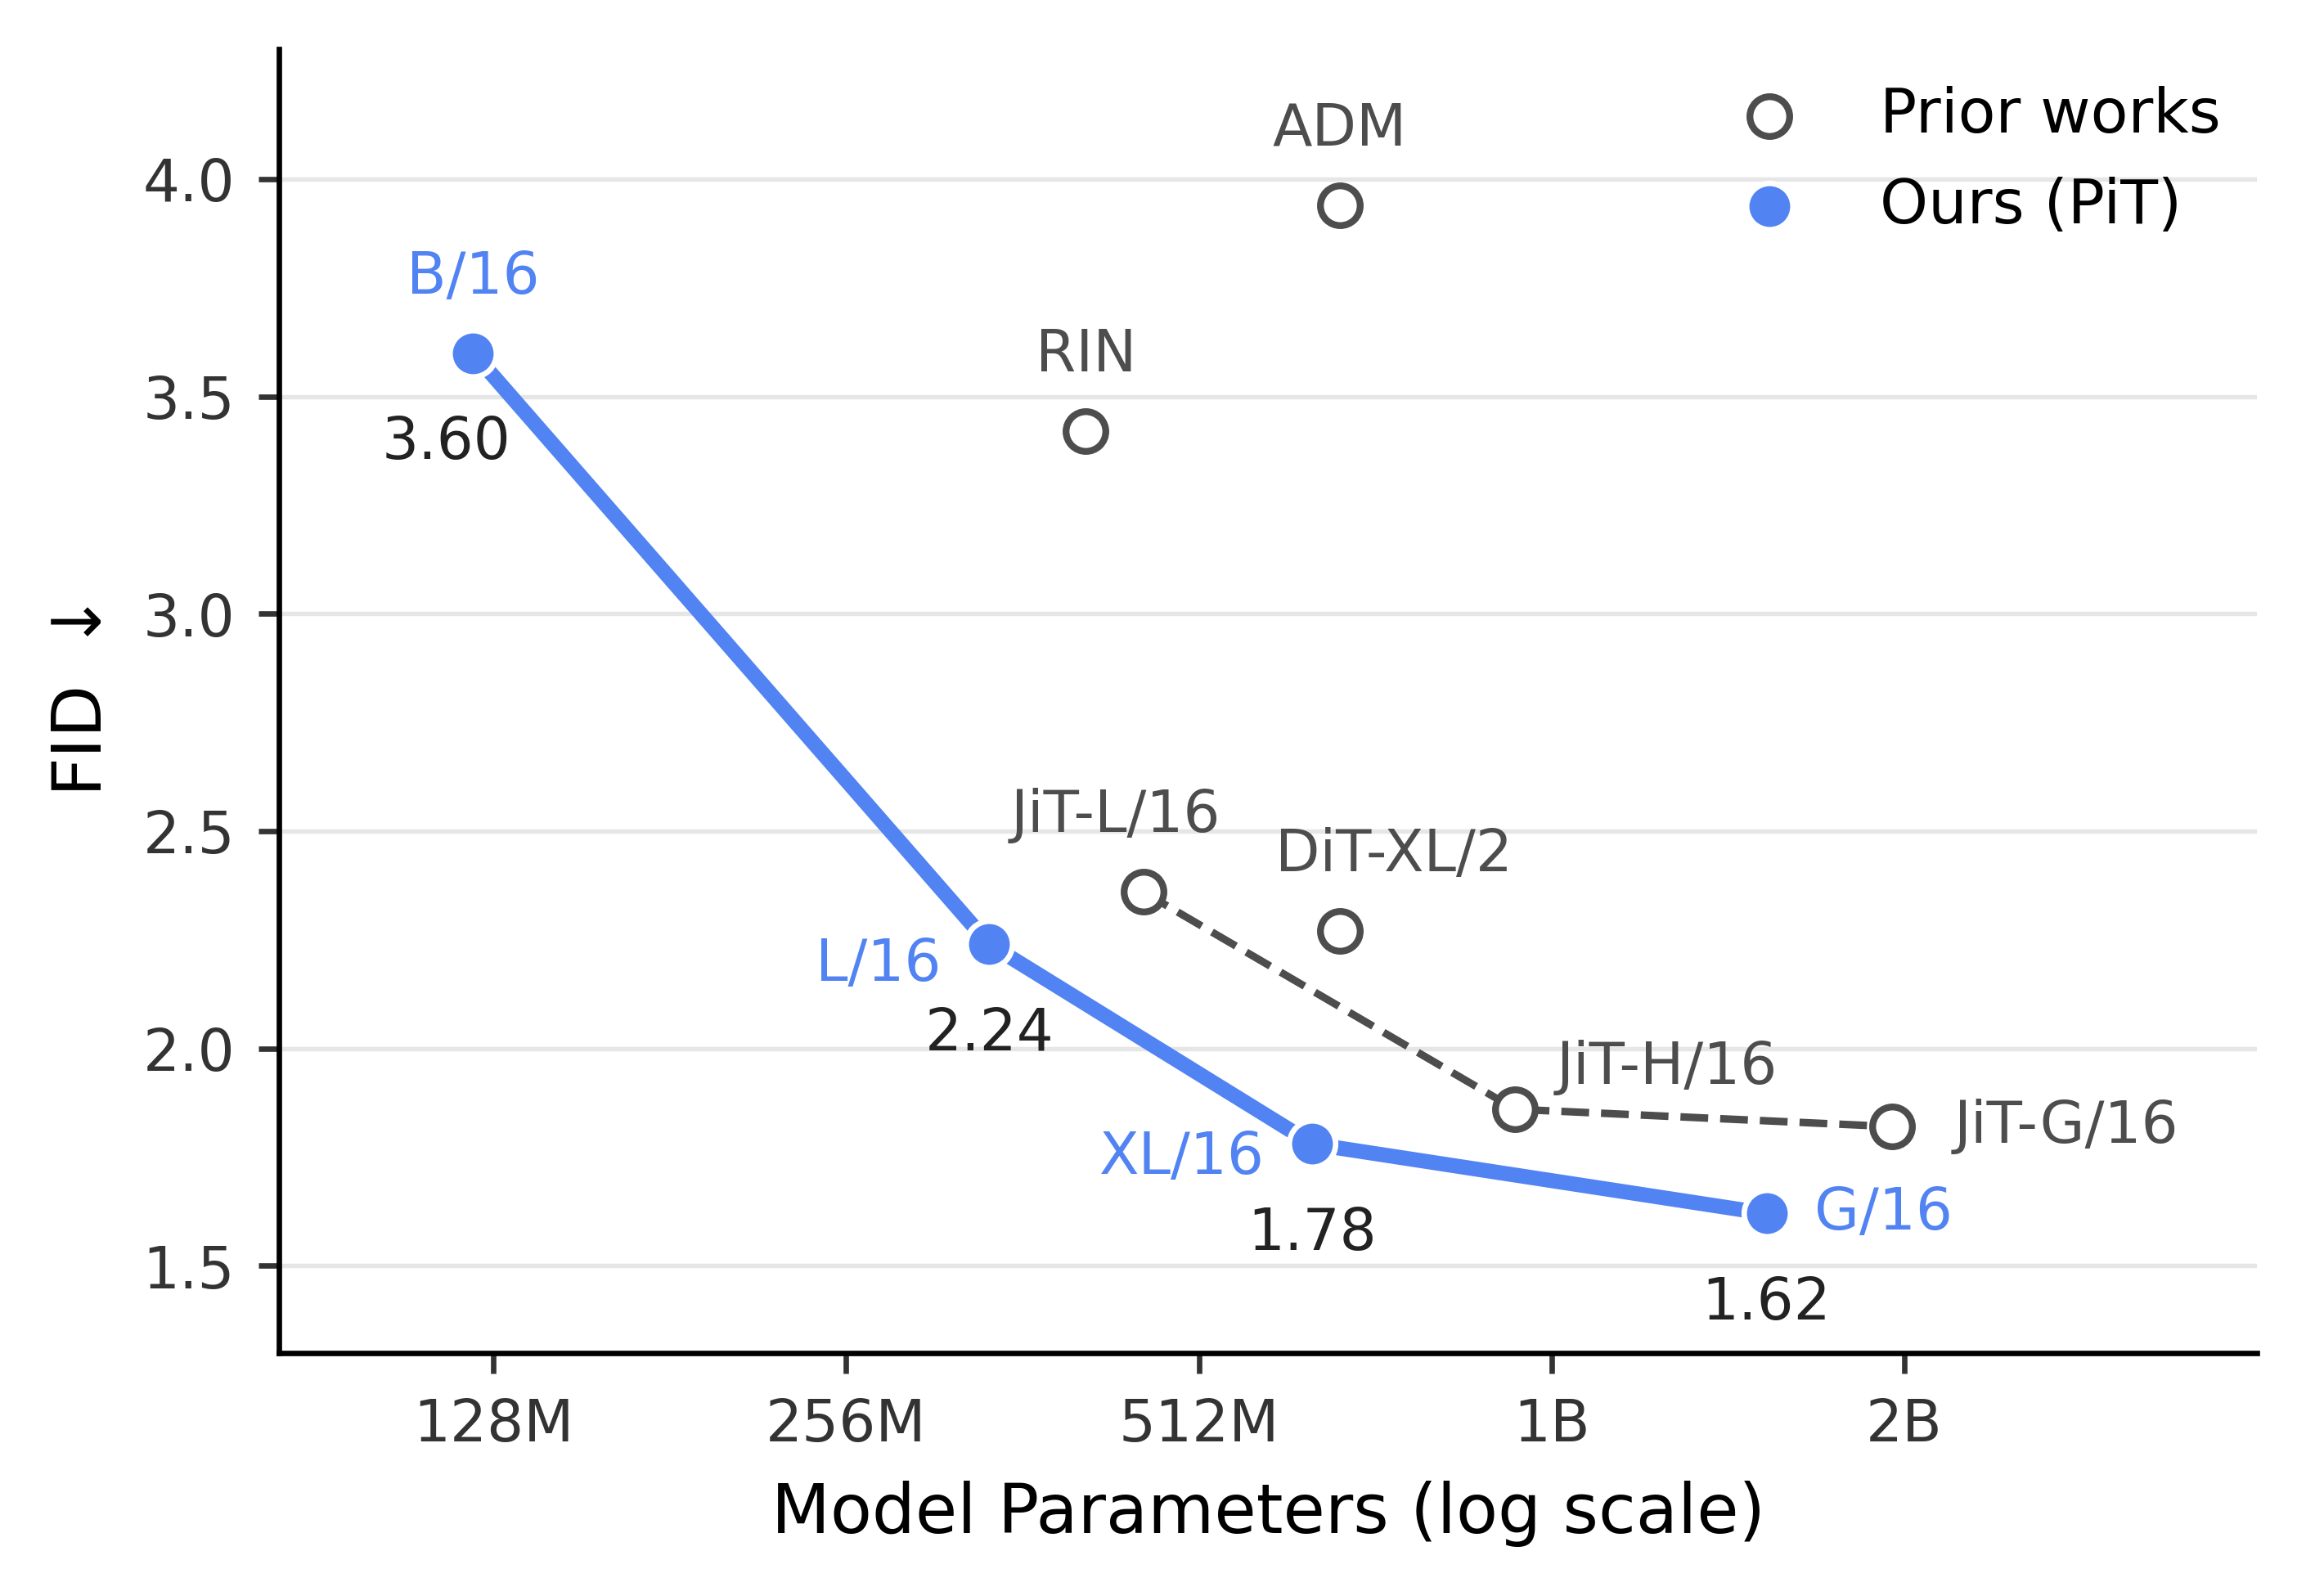 Prior works
Ours (PiT)
ADM
4.0
B/16
RIN
3.5
3.60
3.0
FID →
JiT-L/16
2.5
DiT-XL/2
L/16
2.24
2.0
JiT-H/16
JiT-G/16
XL/16
1.78
G/16
1.5
1.62
128M 256M 512M 1B 2B
Model Parameters (log scale)